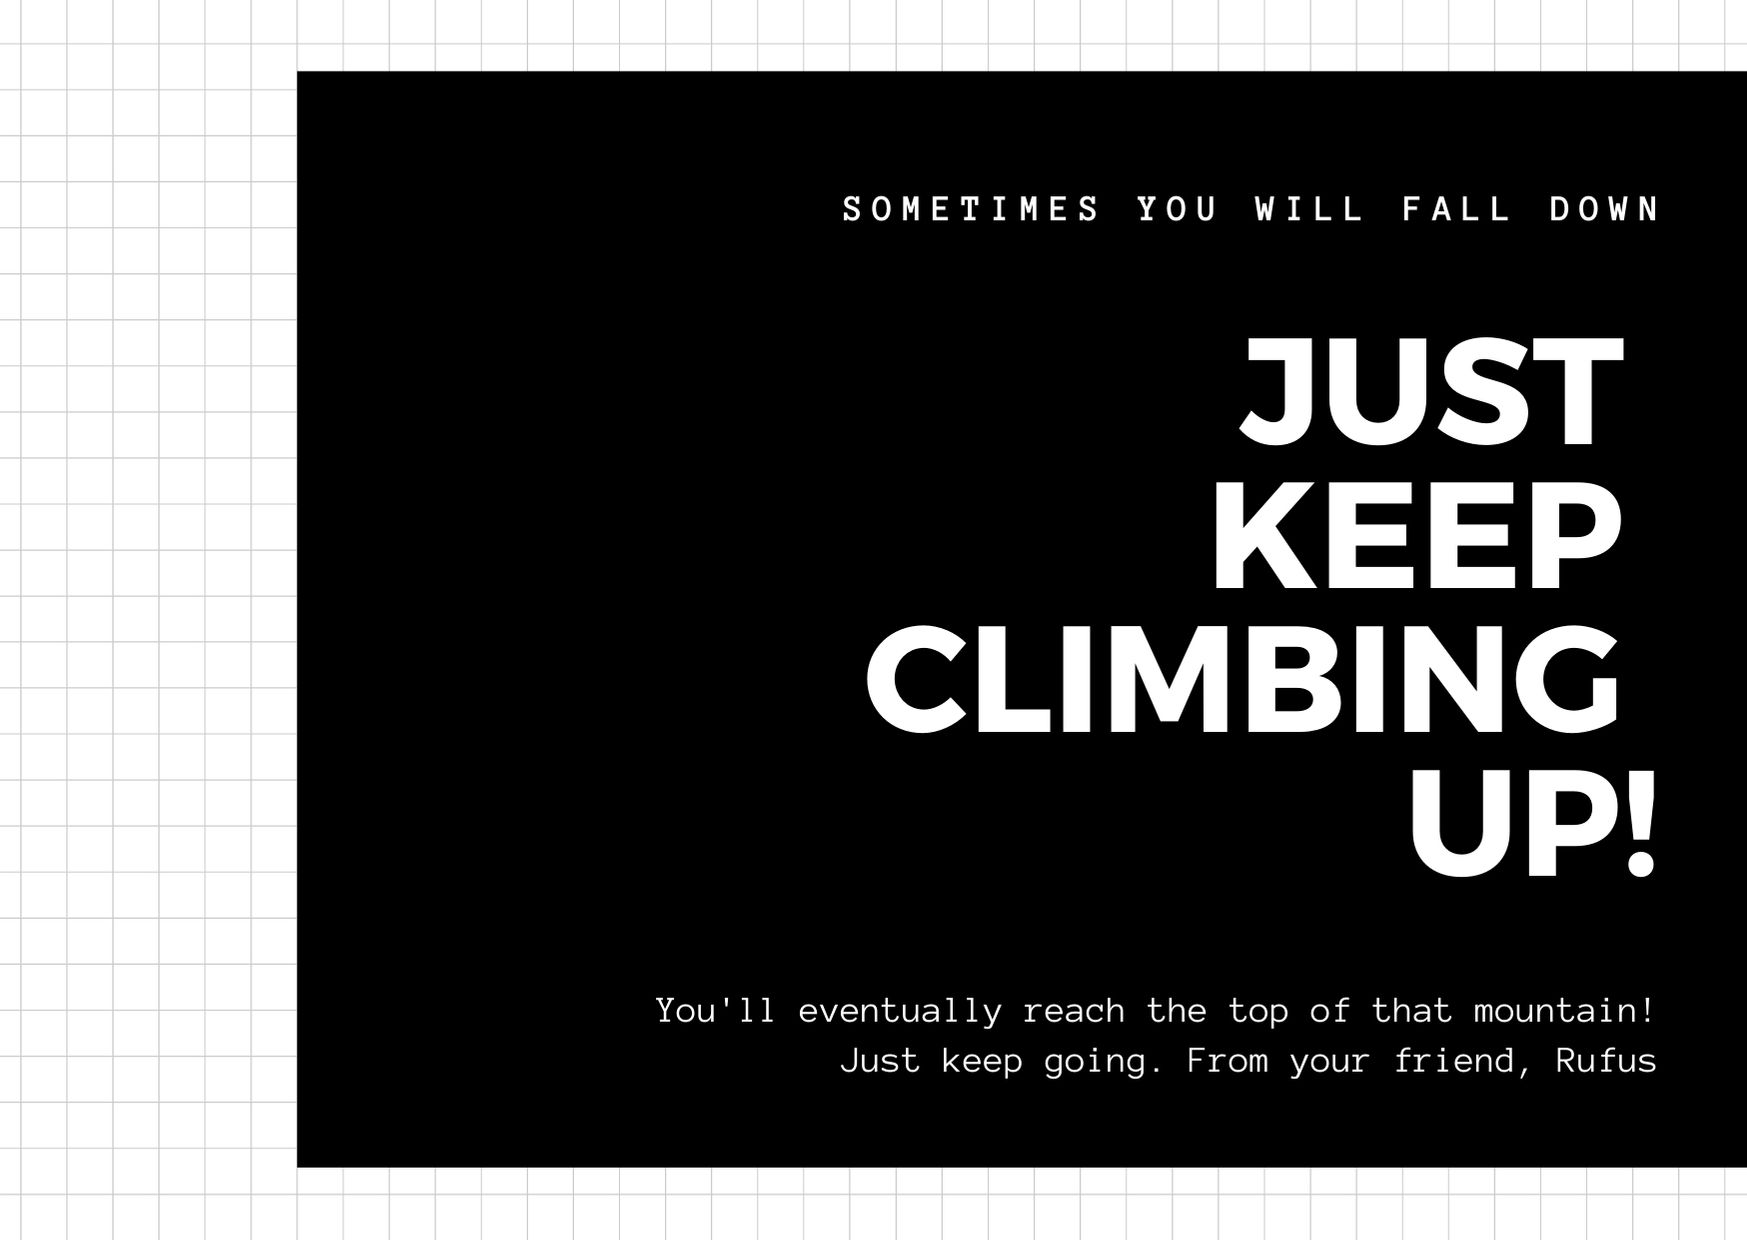 SOMETIMES YOU WILL FALL DOWN
JUST
KEEP
CLIMBING
UP!
You'll eventually reach the top of that mountain!
Just keep going. From your friend, Rufus